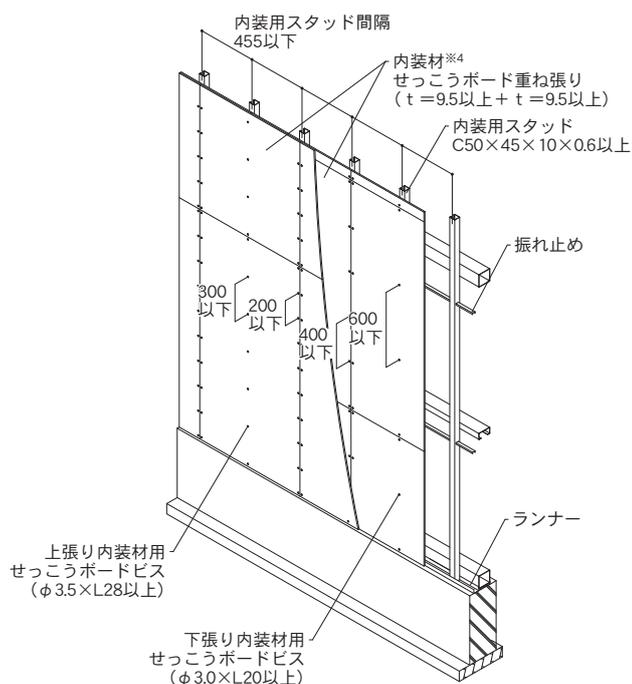 内装用スタッド間隔
455以下
内装材※4
せっこうボード重ね張り
（ｔ＝9.5以上＋ｔ＝9.5以上）
内装用スタッド
C50×45×10×0.6以上
振れ止め
300
以下
200
以下
400
以下
600
以下
ランナー
上張り内装材用
せっこうボードビス
（φ3.5×L28以上）
下張り内装材用
せっこうボードビス
（φ3.0×L20以上）